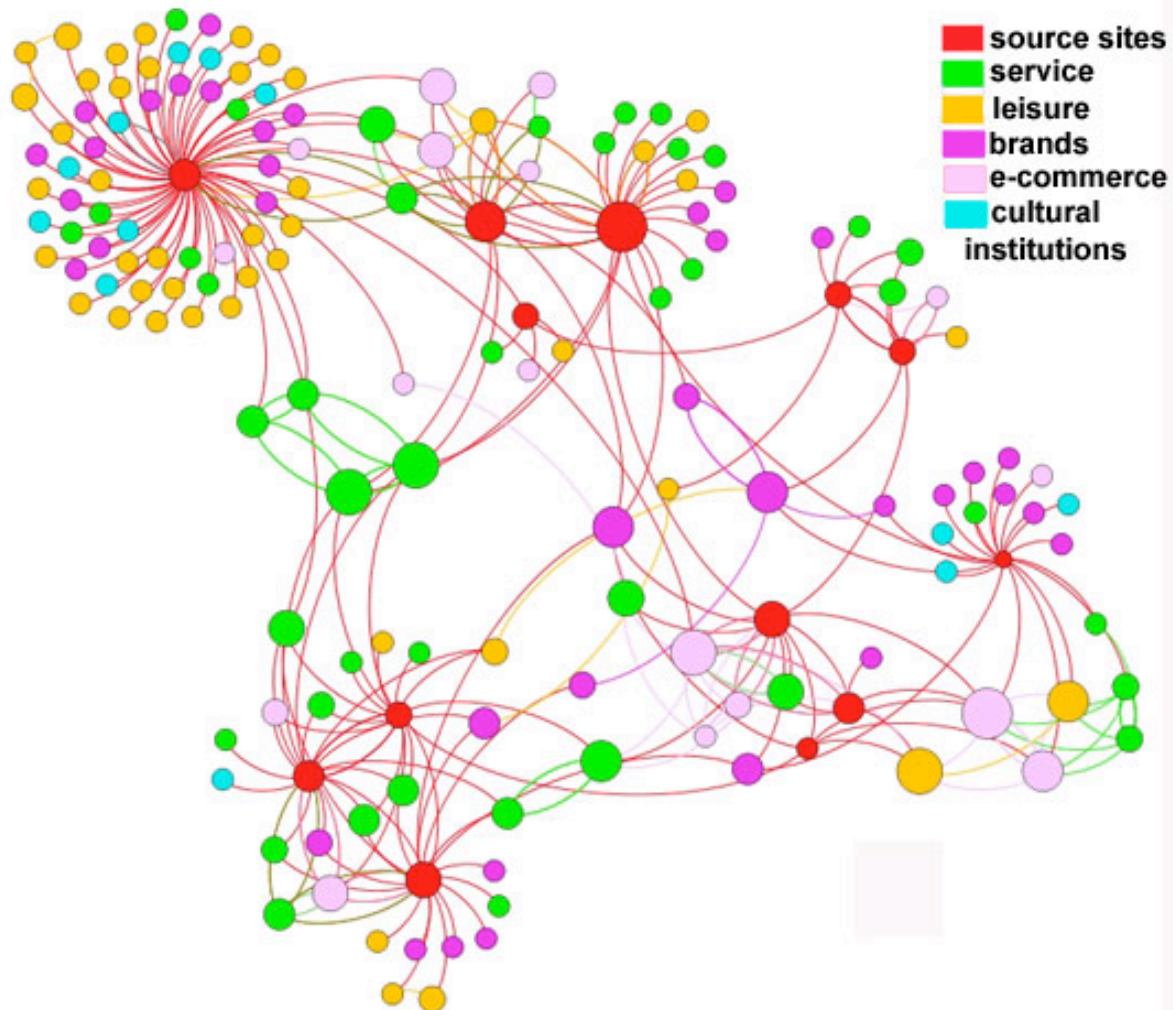 source sites
service
leisure
brands
e-commerce
cultural
institutions